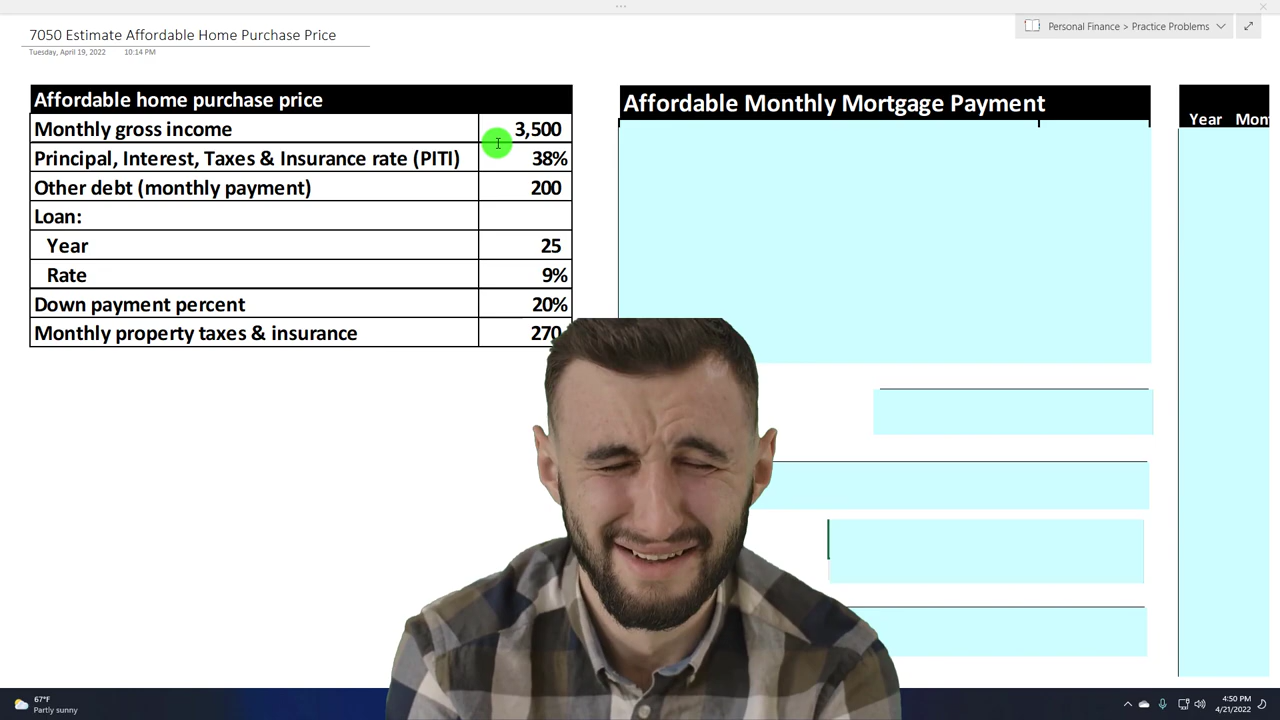 7050 Estimate Affordable Home Purchase Price
Tuesday, April 19, 2022 10:14 PM
Personal Finance > Practice Problems
Affordable home purchase price
Monthly gross income 3,500
Principal, Interest, Taxes & Insurance rate (PITI) 38%
Other debt (monthly payment) 200
Loan:
Year 25
Rate 9%
Down payment percent 20%
Monthly property taxes & insurance 270
Affordable Monthly Mortgage Payment
Year Mon
67°F
Partly sunny
4:50 PM
4/21/2022